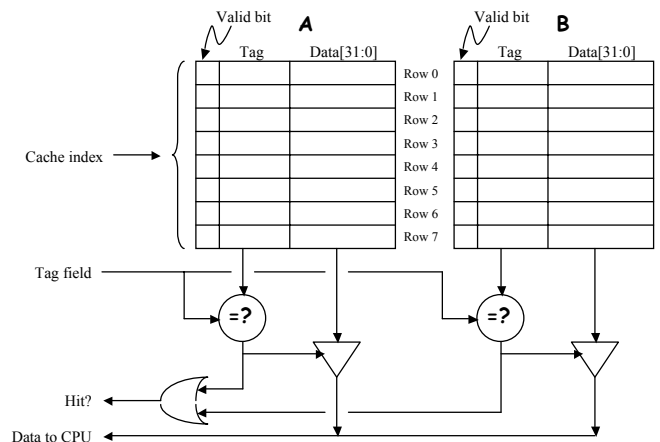 Valid bit A Valid bit B
Tag Data[31:0] Tag Data[31:0]
Row 0
Row 1
Row 2
Row 3
Cache index
Row 4
Row 5
Row 6
Row 7
Tag field
=? =?
Hit?
Data to CPU